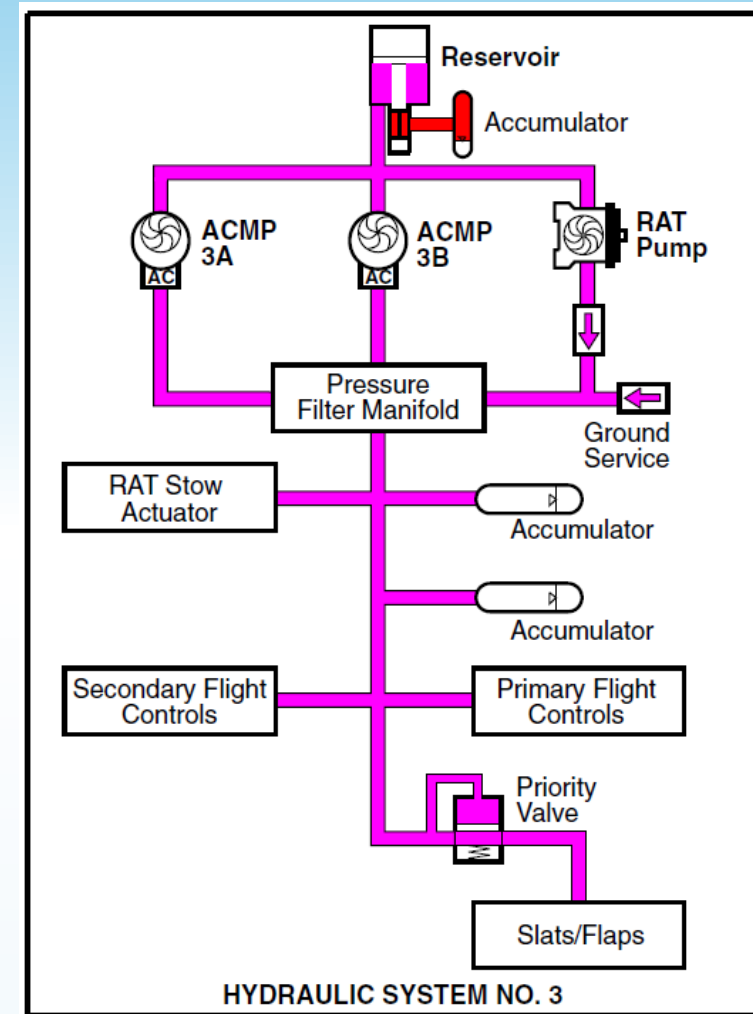 Reservoir
Accumulator
ACMP
3A
AC
ACMP
3B
AC
RAT
Pump
Pressure
Filter Manifold
Ground
Service
RAT Stow
Actuator
Accumulator
Accumulator
Secondary Flight
Controls
Primary Flight
Controls
Priority
Valve
Slats/Flaps
HYDRAULIC SYSTEM NO. 3